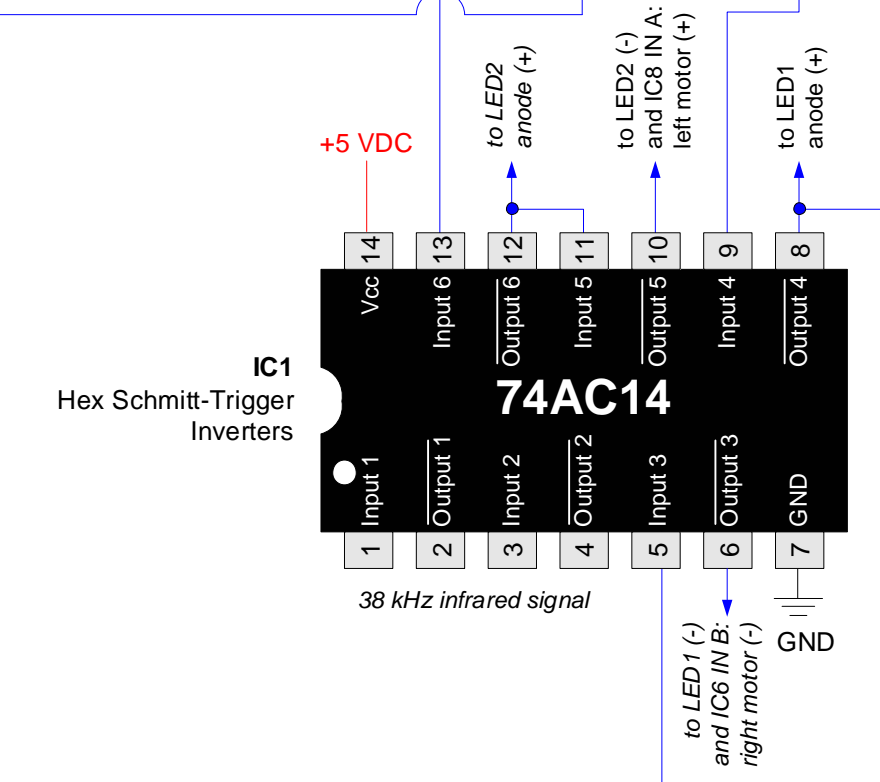 to LED2
anode (+)
to LED2 (-)
and IC8 IN A:
left motor (+)
to LED1
anode (+)
+5 VDC
14
13
12
11
10
9
8
Vcc
Input 6
Output 6
Input 5
Output 5
Input 4
Output 4
IC1
Hex Schmitt-Trigger
Inverters
74AC14
Input 1
Output 1
Input 2
Output 2
Input 3
Output 3
GND
1
2
3
4
5
6
7
38 kHz infrared signal
to LED1 (-)
and IC6 IN B:
right motor (-)
GND